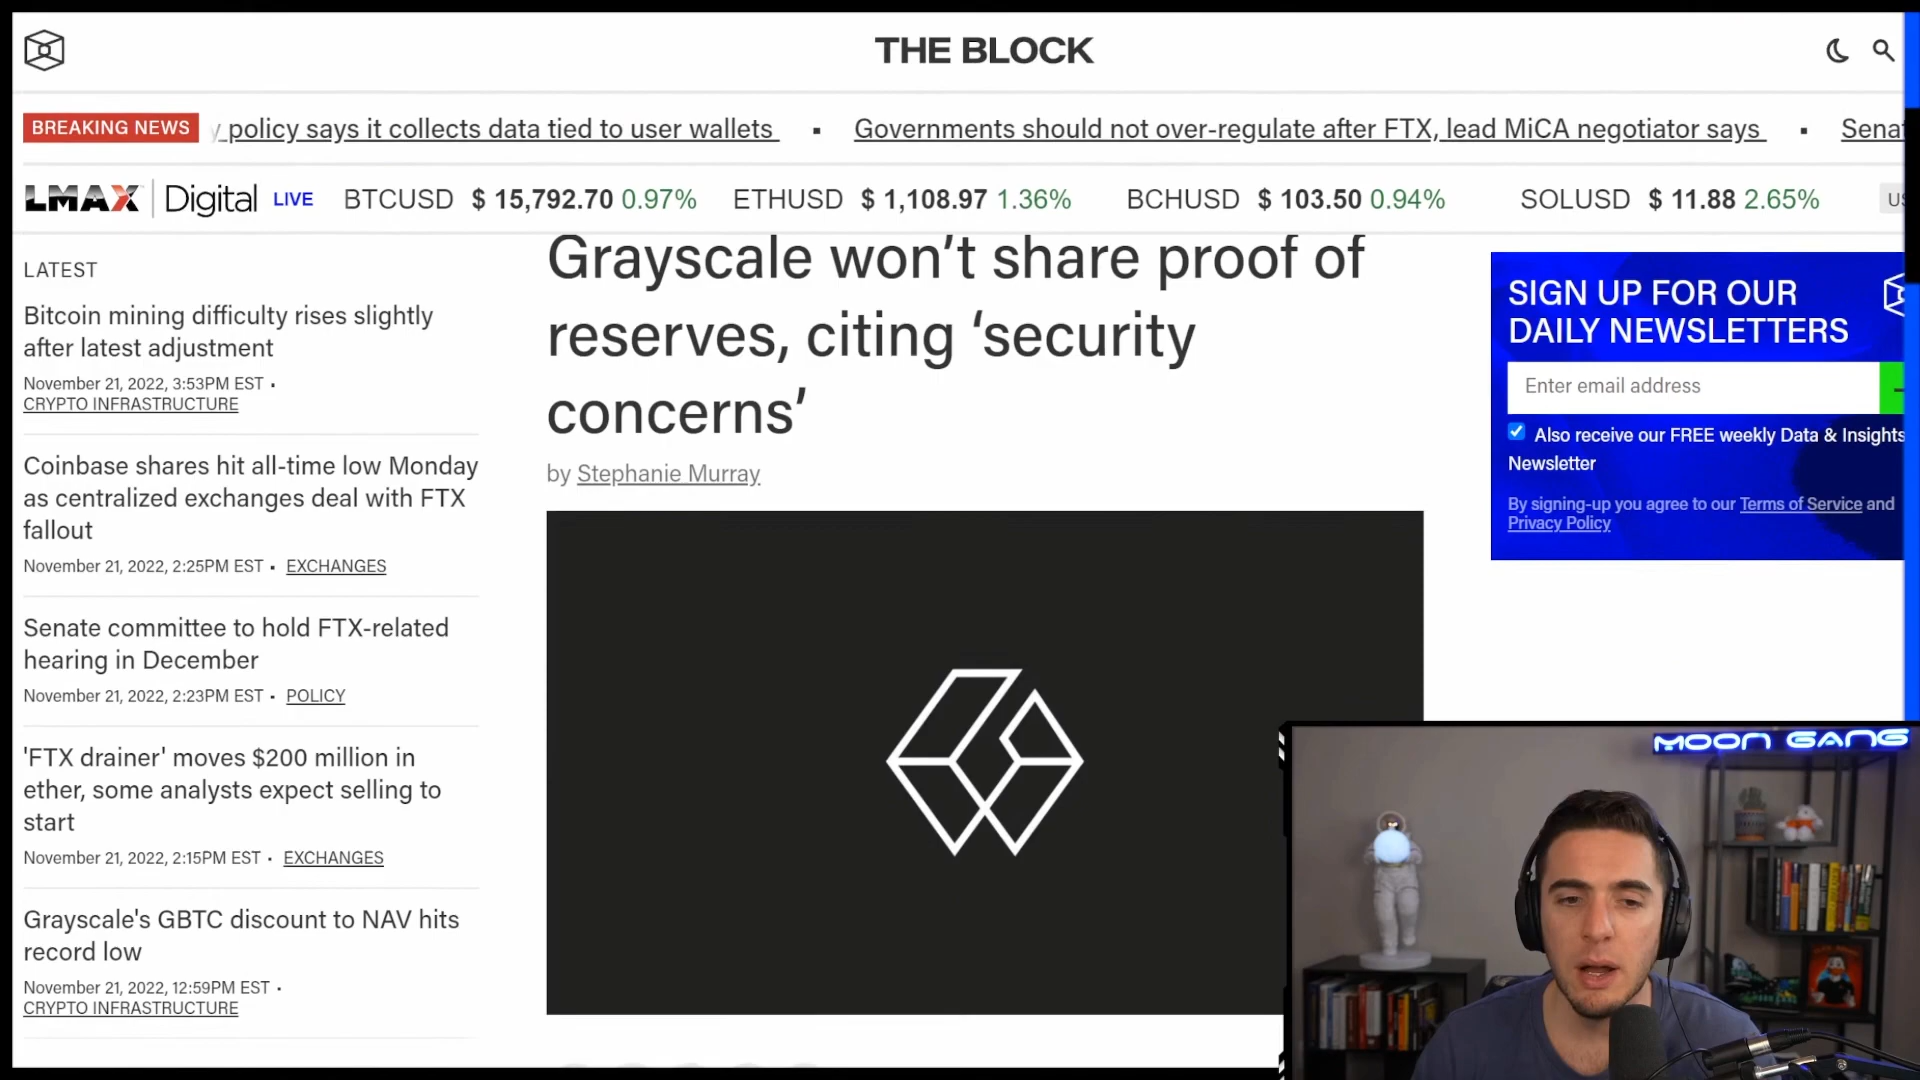 THE BLOCK
BREAKING NEWS
policy says it collects data tied to user wallets ▪ Governments should not over-regulate after FTX, lead MiCA negotiator says ▪
LMAX Digital LIVE BTCUSD $ 15,792.70 0.97% ETHUSD $ 1,108.97 1.36% BCHUSD $ 103.50 0.94% SOLUSD $ 11.88 2.65%
LATEST
Bitcoin mining difficulty rises slightly
after latest adjustment
November 21, 2022, 3:53PM EST •
CRYPTO INFRASTRUCTURE
Coinbase shares hit all-time low Monday
as centralized exchanges deal with FTX
fallout
November 21, 2022, 2:25PM EST • EXCHANGES
Senate committee to hold FTX-related
hearing in December
November 21, 2022, 2:23PM EST • POLICY
'FTX drainer' moves $200 million in
ether, some analysts expect selling to
start
November 21, 2022, 2:15PM EST • EXCHANGES
Grayscale's GBTC discount to NAV hits
record low
November 21, 2022, 12:59PM EST •
CRYPTO INFRASTRUCTURE
Grayscale won’t share proof of
reserves, citing ‘security
concerns’
by Stephanie Murray
SIGN UP FOR OUR
DAILY NEWSLETTERS
Enter email address
Also receive our FREE weekly Data & Insights
Newsletter
By signing-up you agree to our Terms of Service and
Privacy Policy
MOON GANG